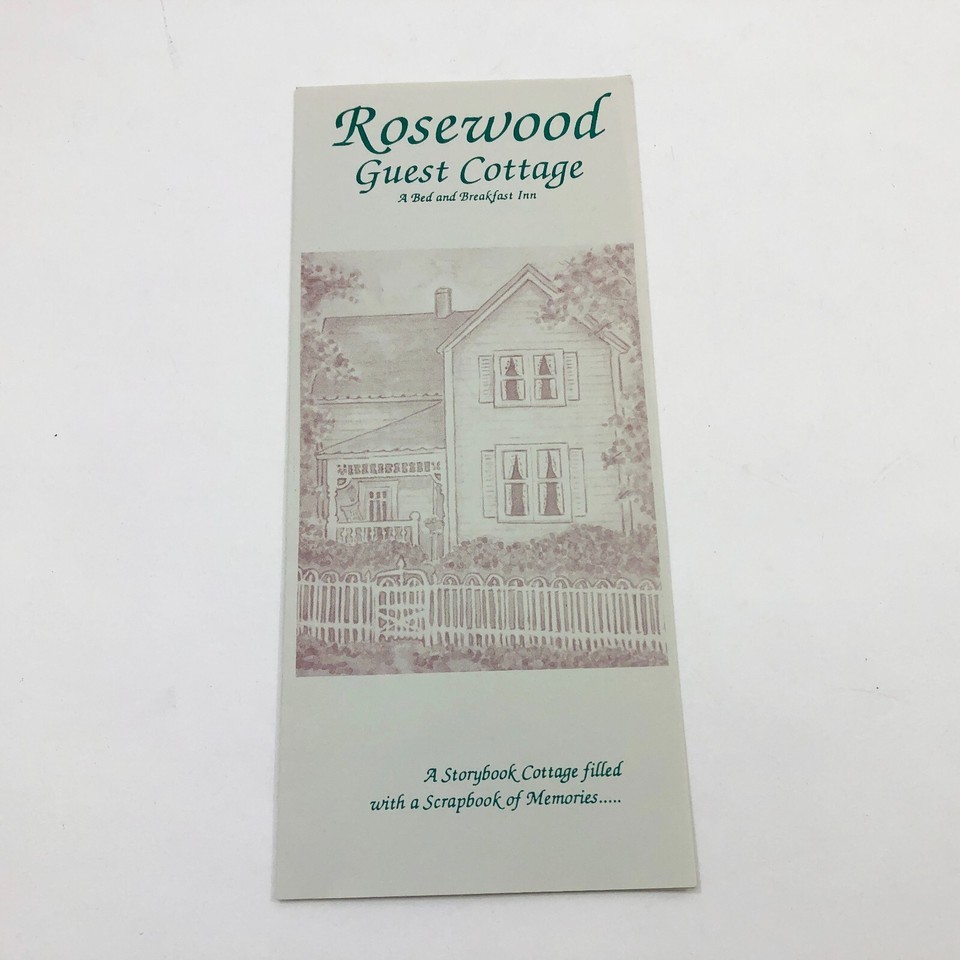 Rosewood
Guest Cottage
A Bed and Breakfast Inn
A Storybook Cottage filled
with a Scrapbook of Memories.....